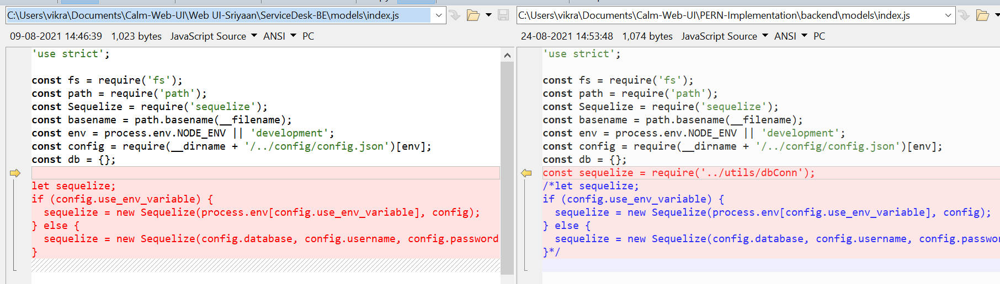 C:\Users\vikra\Documents\Calm-Web-UI\Web UI-Sriyaan\ServiceDesk-BE\models\index.js
09-08-2021 14:46:39 1,023 bytes JavaScript Source ANSI PC
'use strict';
const fs = require('fs');
const path = require('path');
const Sequelize = require('sequelize');
const basename = path.basename(__filename);
const env = process.env.NODE_ENV || 'development';
const config = require(__dirname + '/../config/config.json')[env];
const db = {};
let sequelize;
if (config.use_env_variable) {
  sequelize = new Sequelize(process.env[config.use_env_variable], config);
} else {
  sequelize = new Sequelize(config.database, config.username, config.password
}
C:\Users\vikra\Documents\Calm-Web-UI\PERN-Implementation\backend\models\index.js
24-08-2021 14:53:48 1,074 bytes JavaScript Source ANSI PC
'use strict';
const fs = require('fs');
const path = require('path');
const Sequelize = require('sequelize');
const basename = path.basename(__filename);
const env = process.env.NODE_ENV || 'development';
const config = require(__dirname + '/../config/config.json')[env];
const db = {};
const sequelize = require('../utils/dbConn');
/*let sequelize;
if (config.use_env_variable) {
  sequelize = new Sequelize(process.env[config.use_env_variable], config);
} else {
  sequelize = new Sequelize(config.database, config.username, config.passwo
}*/